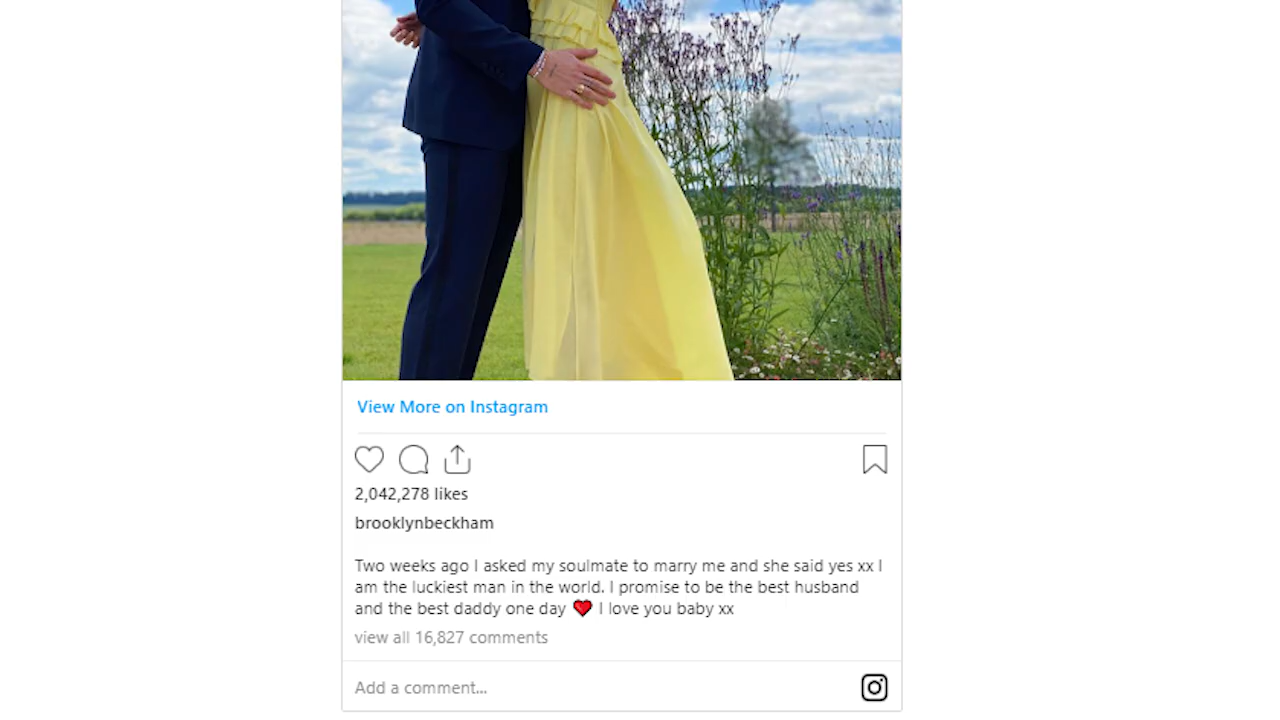 View More on Instagram
2,042,278 likes
brooklynbeckham
Two weeks ago I asked my soulmate to marry me and she said yes xx I
am the luckiest man in the world. I promise to be the best husband
and the best daddy one day ❤️ I love you baby xx
view all 16,827 comments
Add a comment...